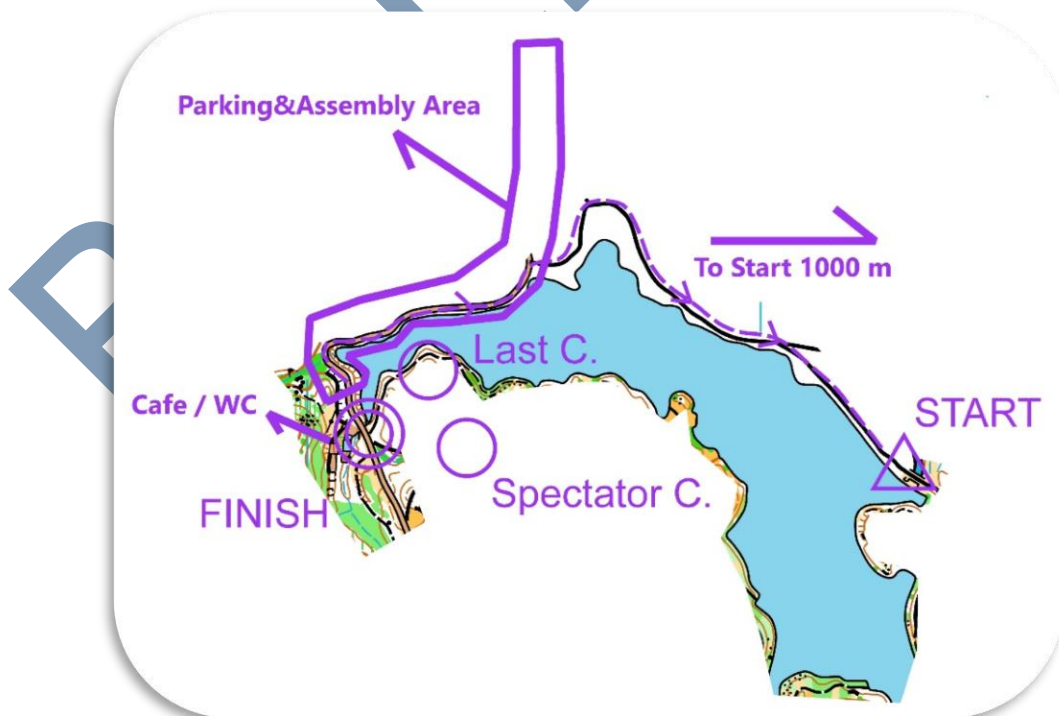 Parking&Assembly Area
To Start 1000 m
Last C.
Cafe / WC
START
Spectator C.
FINISH